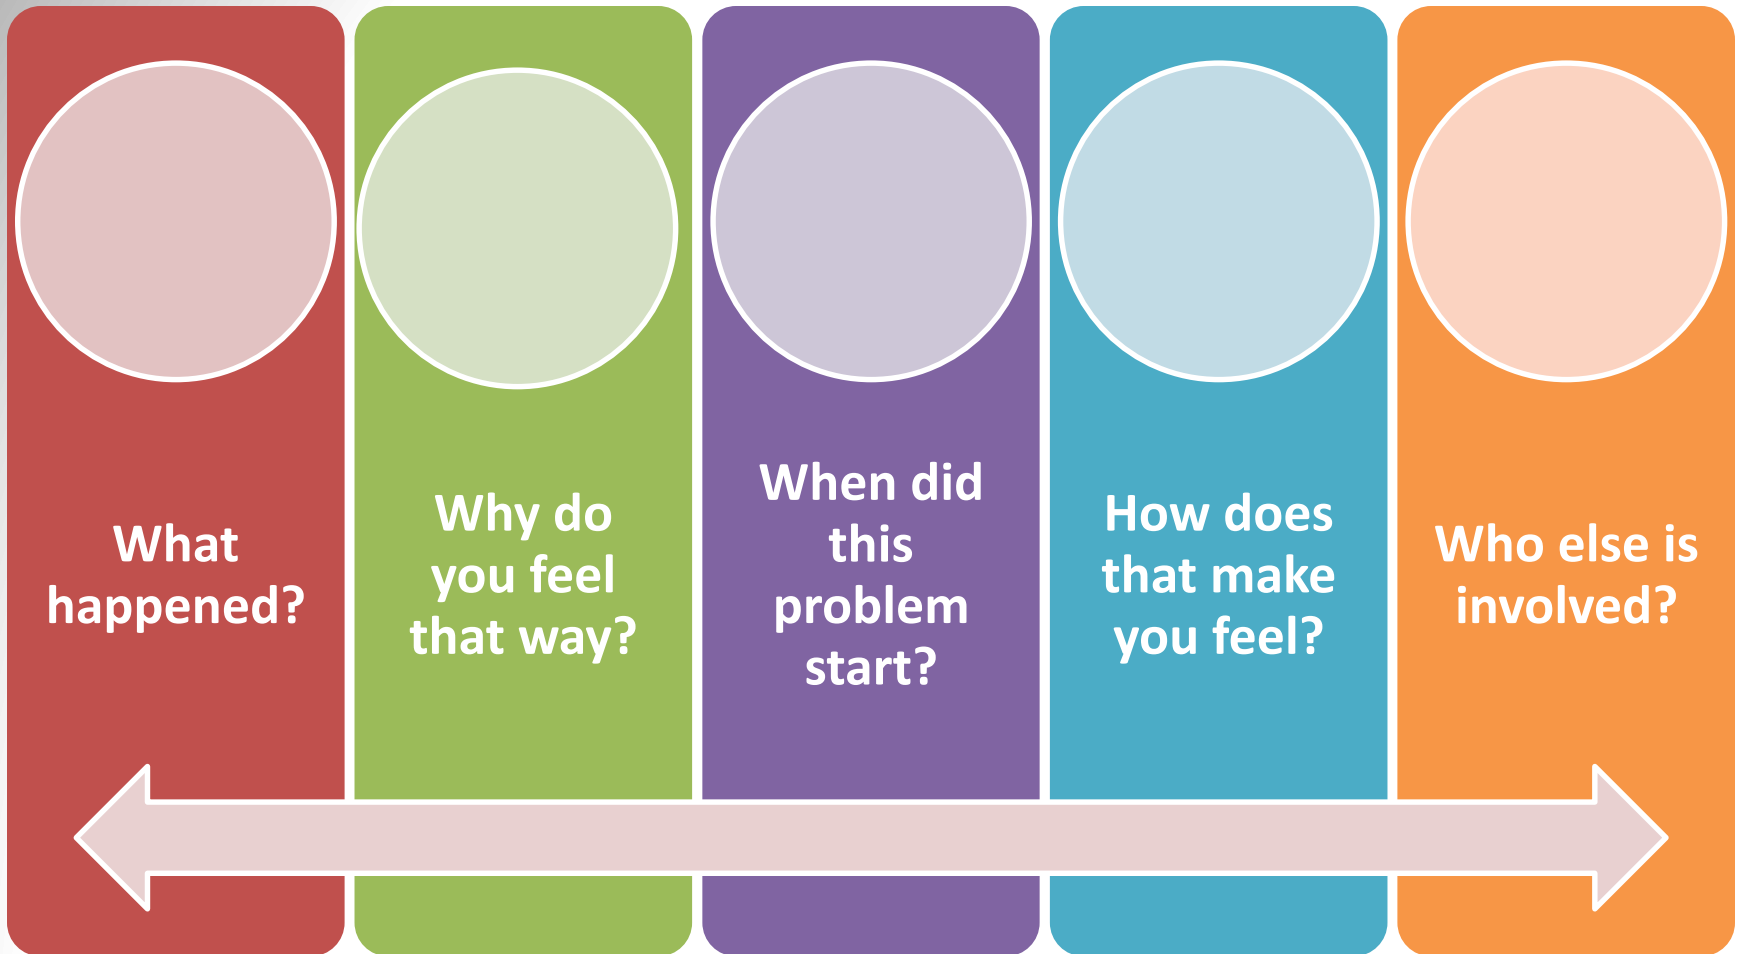 What
happened?
Why do
you feel
that way?
When did
this
problem
start?
How does
that make
you feel?
Who else is
involved?